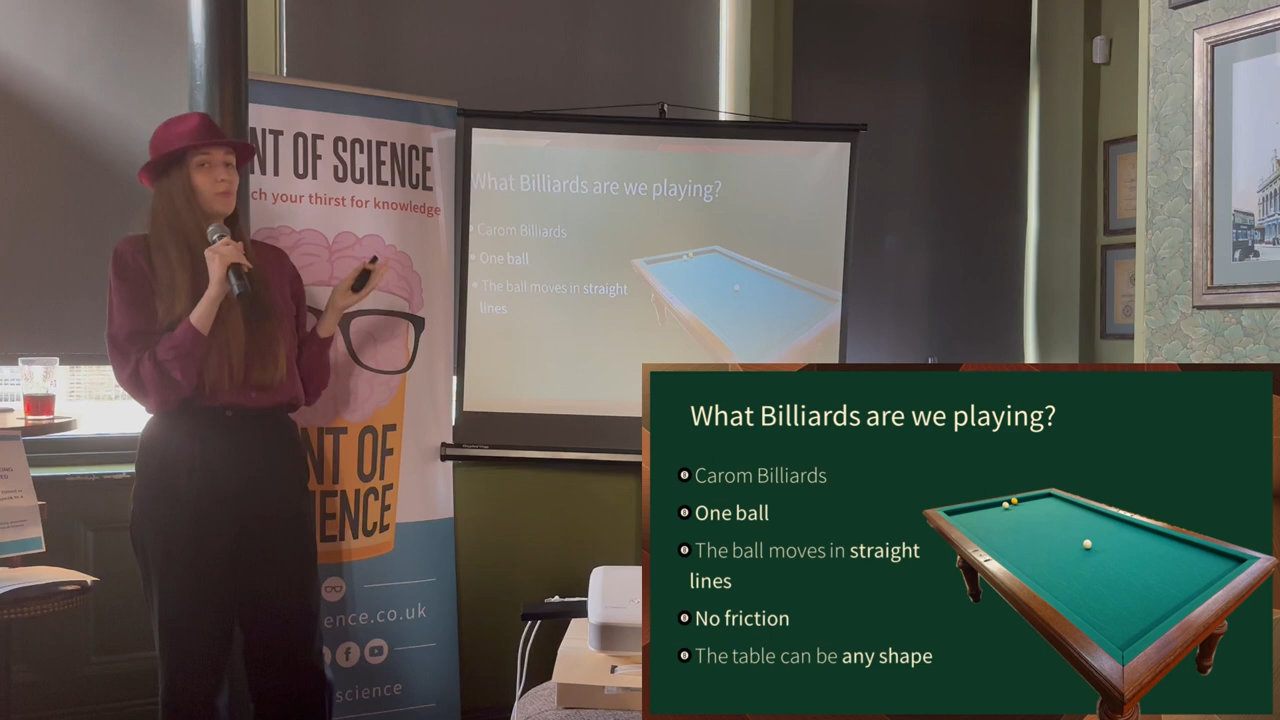 NT OF SCIENCE
ch your thirst for knowledge
NT OF
IENCE
ence.co.uk
science
What Billiards are we playing?
• Carom Billiards
• One ball
• The ball moves in straight
lines
What Billiards are we playing?
Carom Billiards
One ball
The ball moves in straight
lines
No friction
The table can be any shape